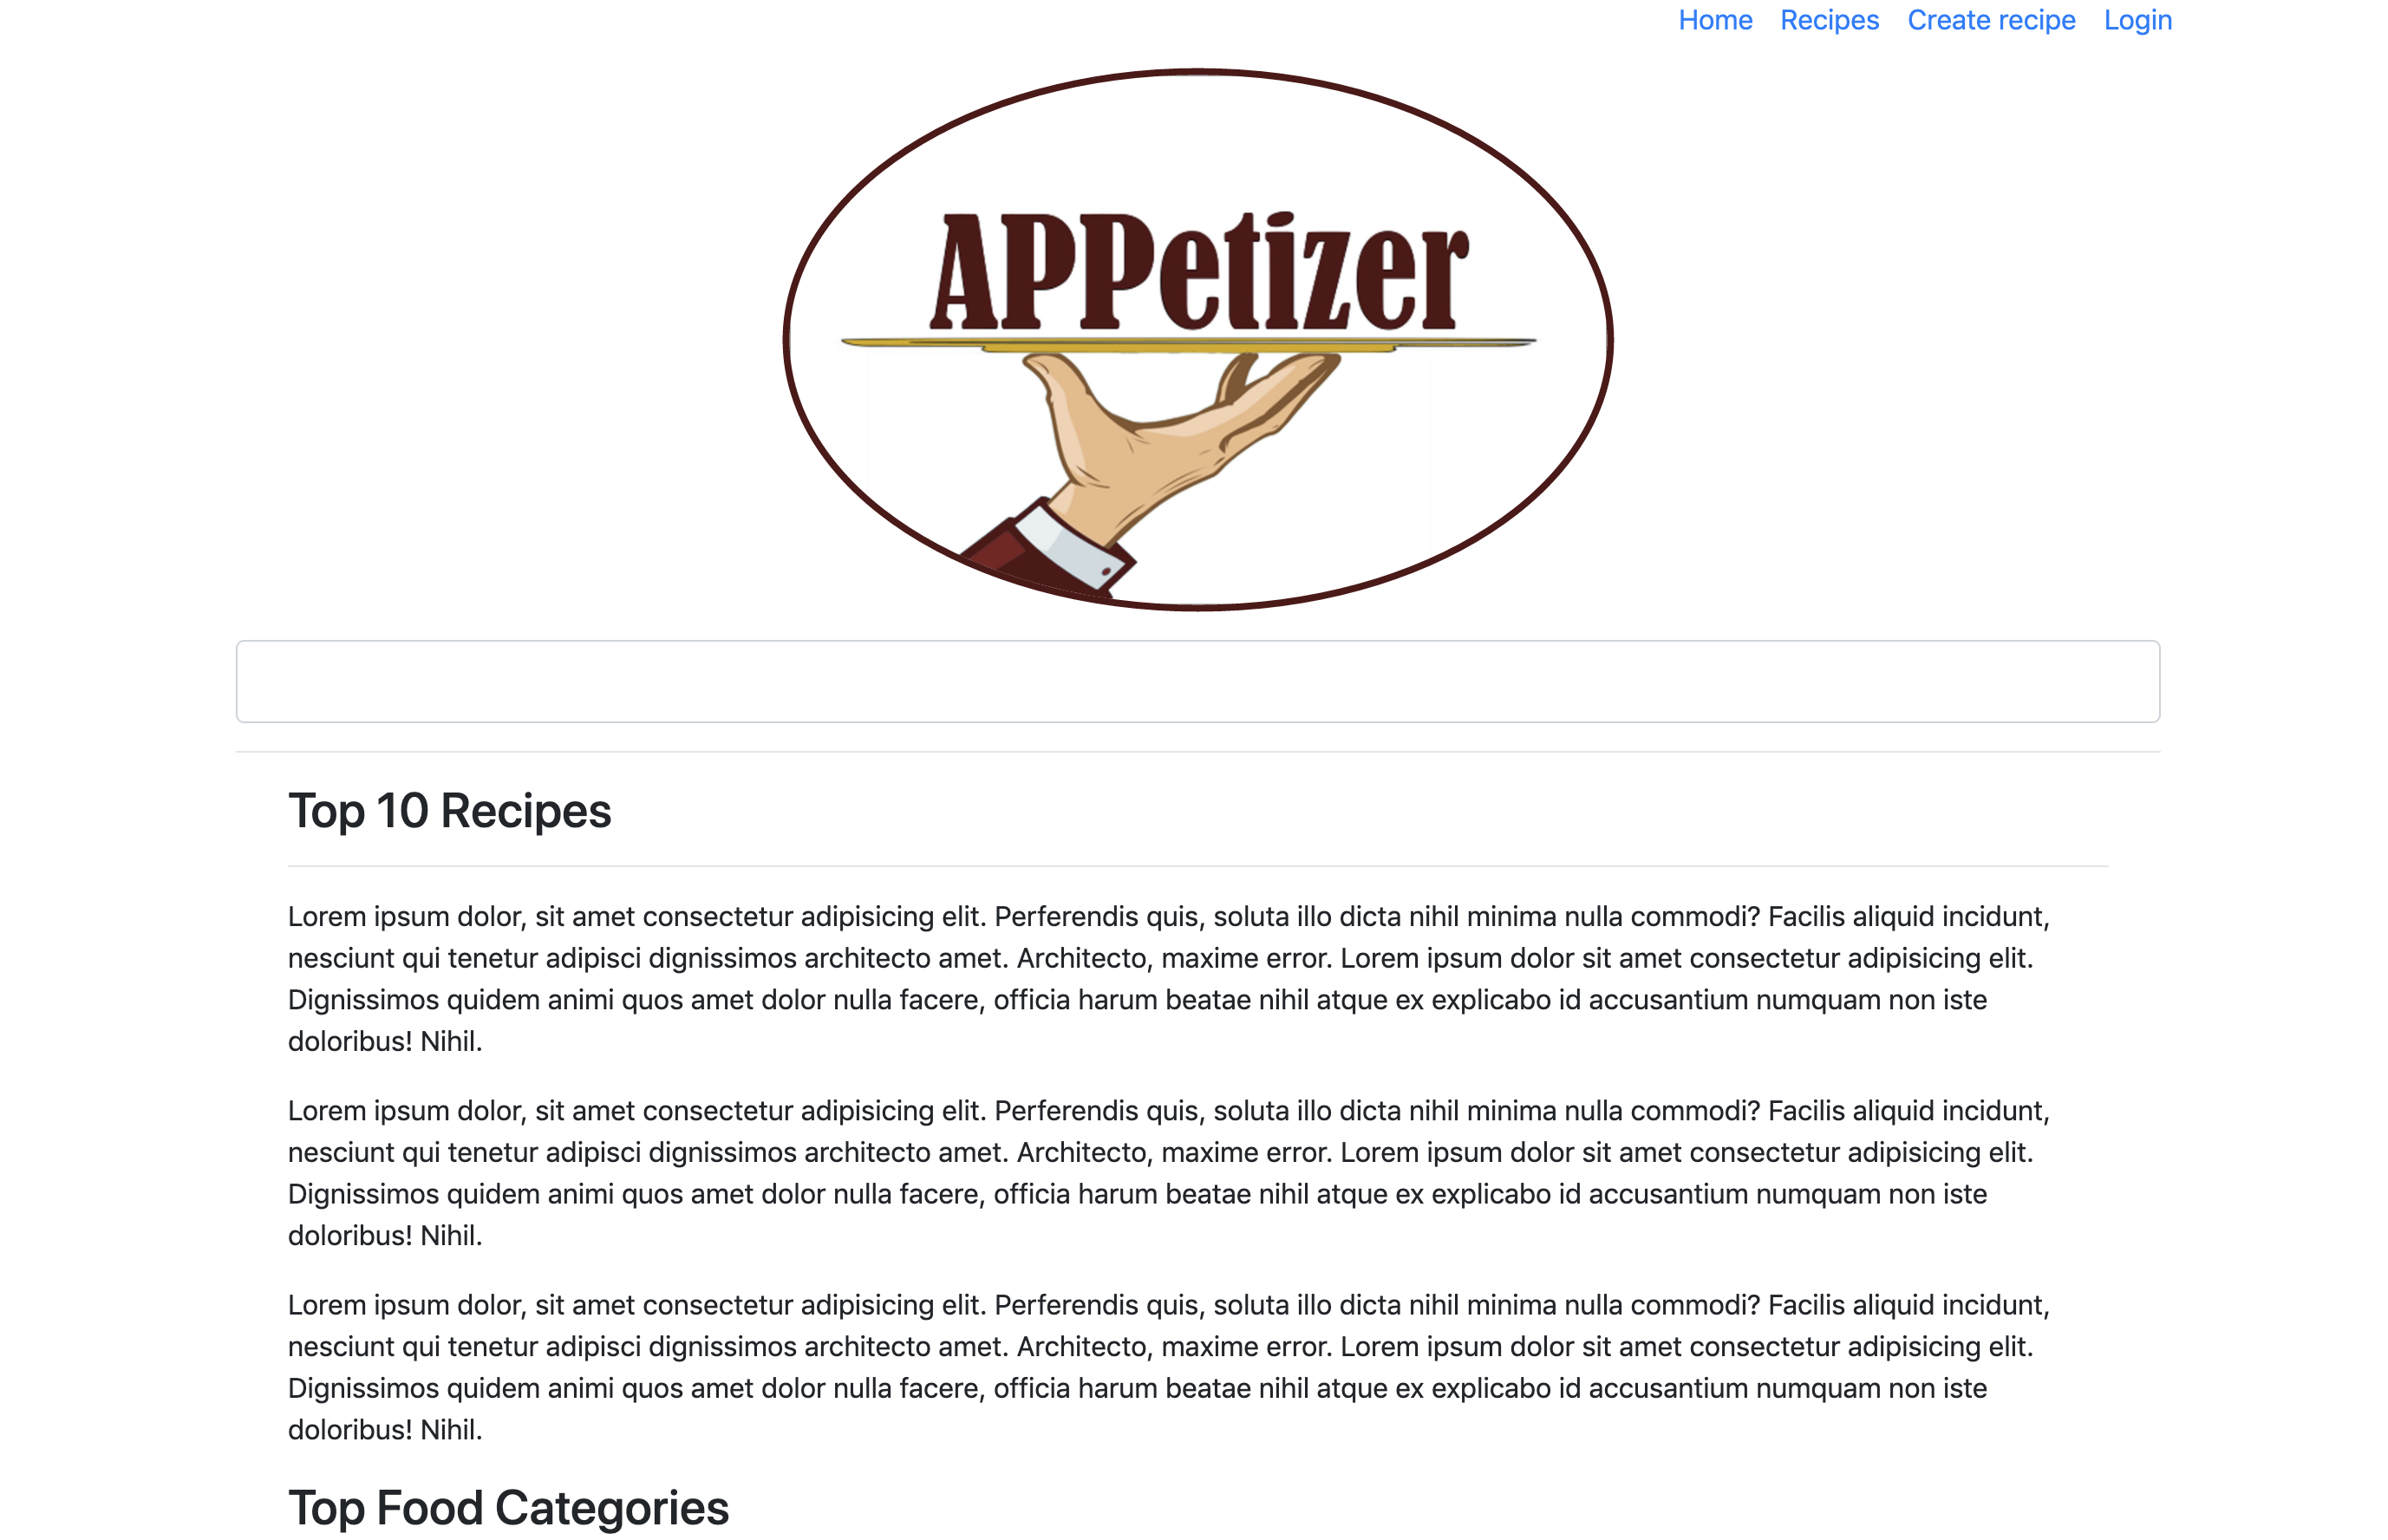 Home Recipes Create recipe Login
APPetizer
Top 10 Recipes
Lorem ipsum dolor, sit amet consectetur adipisicing elit. Perferendis quis, soluta illo dicta nihil minima nulla commodi? Facilis aliquid incidunt,
nesciunt qui tenetur adipisci dignissimos architecto amet. Architecto, maxime error. Lorem ipsum dolor sit amet consectetur adipisicing elit.
Dignissimos quidem animi quos amet dolor nulla facere, officia harum beatae nihil atque ex explicabo id accusantium numquam non iste
doloribus! Nihil.
Lorem ipsum dolor, sit amet consectetur adipisicing elit. Perferendis quis, soluta illo dicta nihil minima nulla commodi? Facilis aliquid incidunt,
nesciunt qui tenetur adipisci dignissimos architecto amet. Architecto, maxime error. Lorem ipsum dolor sit amet consectetur adipisicing elit.
Dignissimos quidem animi quos amet dolor nulla facere, officia harum beatae nihil atque ex explicabo id accusantium numquam non iste
doloribus! Nihil.
Lorem ipsum dolor, sit amet consectetur adipisicing elit. Perferendis quis, soluta illo dicta nihil minima nulla commodi? Facilis aliquid incidunt,
nesciunt qui tenetur adipisci dignissimos architecto amet. Architecto, maxime error. Lorem ipsum dolor sit amet consectetur adipisicing elit.
Dignissimos quidem animi quos amet dolor nulla facere, officia harum beatae nihil atque ex explicabo id accusantium numquam non iste
doloribus! Nihil.
Top Food Categories